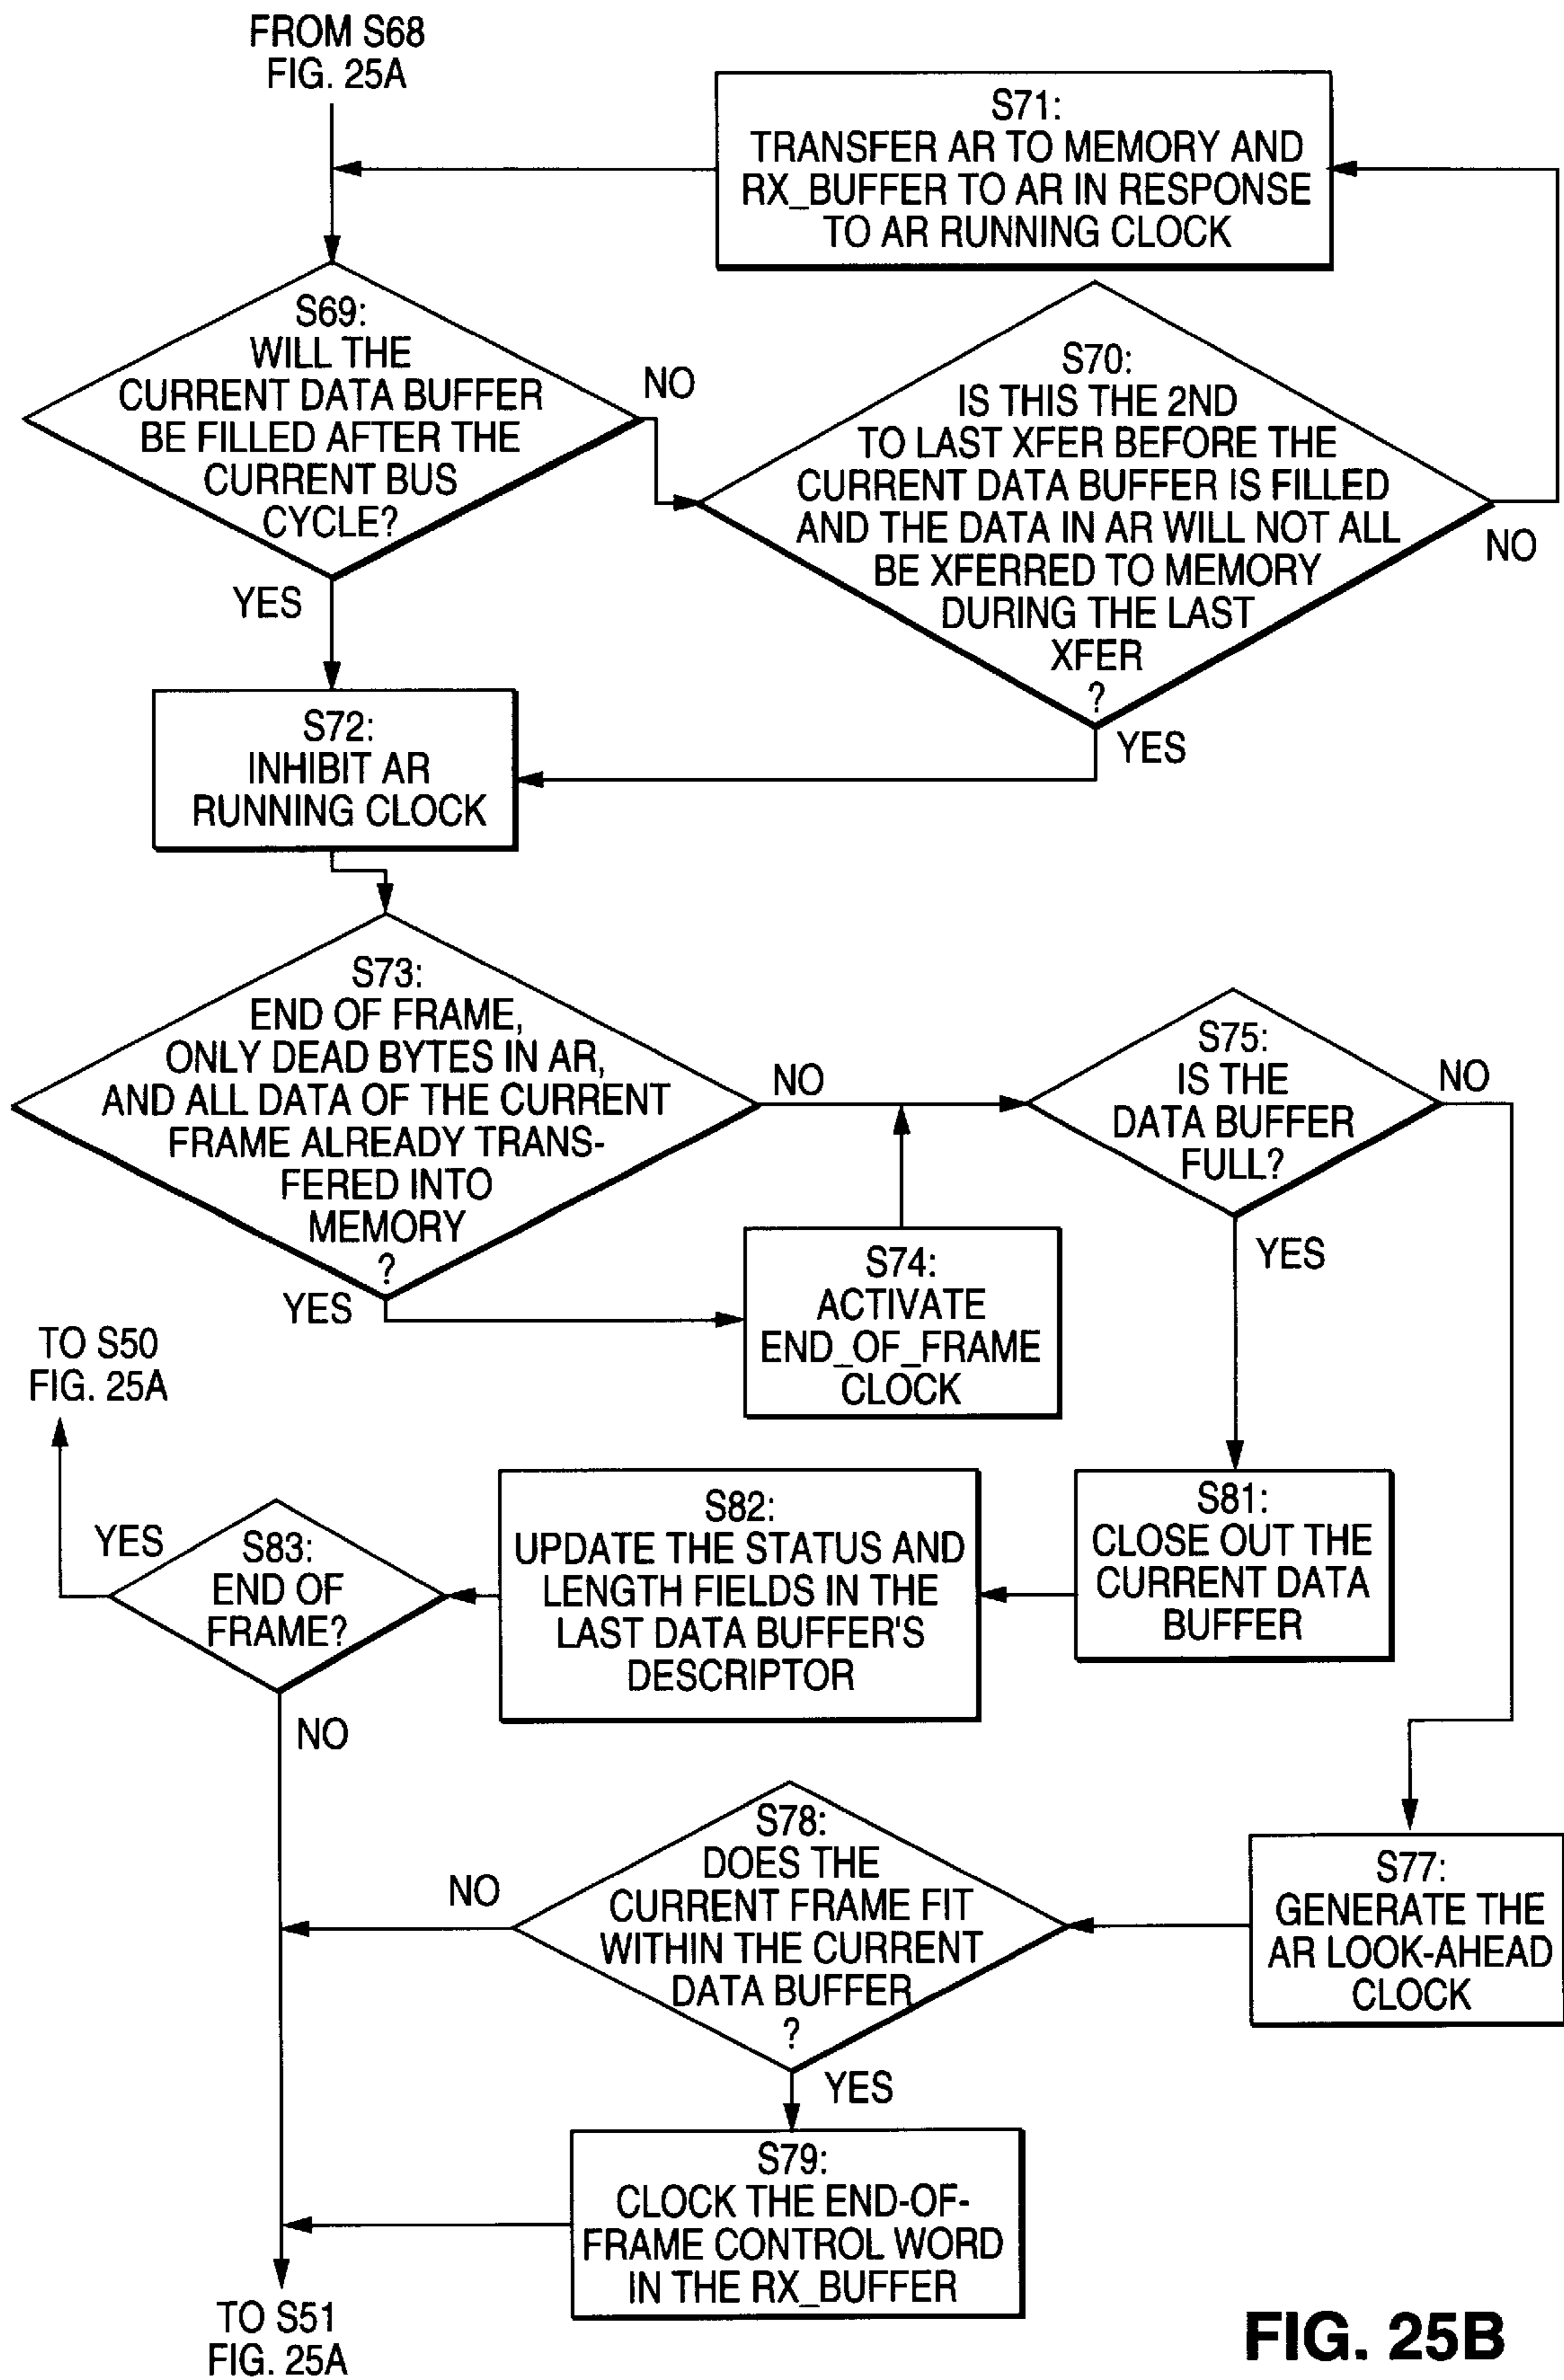 FROM S68
FIG. 25A
S71:
TRANSFER AR TO MEMORY AND
RX_BUFFER TO AR IN RESPONSE
TO AR RUNNING CLOCK
S69:
WILL THE
CURRENT DATA BUFFER
BE FILLED AFTER THE
CURRENT BUS
CYCLE?
NO
YES
S70:
IS THIS THE 2ND
TO LAST XFER BEFORE THE
CURRENT DATA BUFFER IS FILLED
AND THE DATA IN AR WILL NOT ALL
BE XFERRED TO MEMORY
DURING THE LAST
XFER
?
NO
YES
S72:
INHIBIT AR
RUNNING CLOCK
S73:
END OF FRAME,
ONLY DEAD BYTES IN AR,
AND ALL DATA OF THE CURRENT
FRAME ALREADY TRANS-
FERED INTO
MEMORY
?
NO
YES
S74:
ACTIVATE
END_OF_FRAME
CLOCK
S75:
IS THE
DATA BUFFER
FULL?
NO
YES
TO S50
FIG. 25A
S81:
CLOSE OUT THE
CURRENT DATA
BUFFER
S82:
UPDATE THE STATUS AND
LENGTH FIELDS IN THE
LAST DATA BUFFER'S
DESCRIPTOR
S83:
END OF
FRAME?
YES
NO
S77:
GENERATE THE
AR LOOK-AHEAD
CLOCK
S78:
DOES THE
CURRENT FRAME FIT
WITHIN THE CURRENT
DATA BUFFER
?
NO
YES
S79:
CLOCK THE END-OF-
FRAME CONTROL WORD
IN THE RX_BUFFER
TO S51
FIG. 25A
FIG. 25B